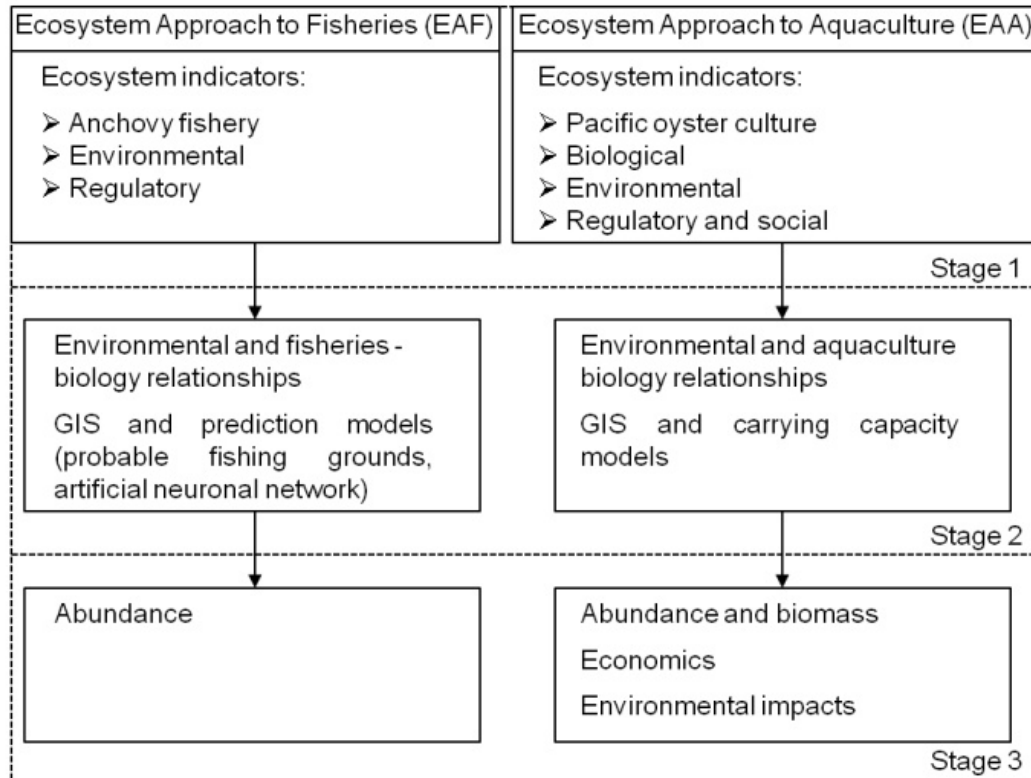 Ecosystem Approach to Fisheries (EAF)
Ecosystem indicators:
➢ Anchovy fishery
➢ Environmental
➢ Regulatory
Ecosystem Approach to Aquaculture (EAA)
Ecosystem indicators:
➢ Pacific oyster culture
➢ Biological
➢ Environmental
➢ Regulatory and social
Stage 1
Environmental and fisheries -
biology relationships
GIS and prediction models
(probable fishing grounds,
artificial neuronal network)
Environmental and aquaculture
biology relationships
GIS and carrying capacity
models
Stage 2
Abundance
Abundance and biomass
Economics
Environmental impacts
Stage 3